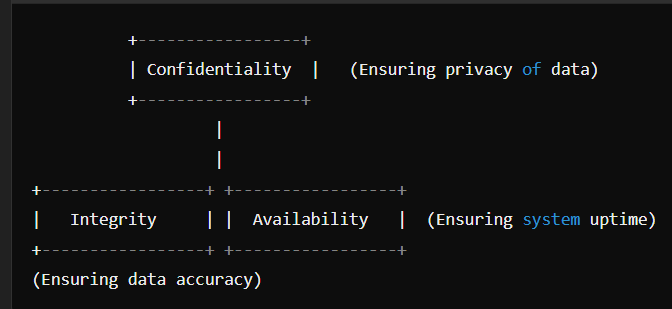 +-----------------+
| Confidentiality | (Ensuring privacy of data)
+-----------------+
|
|
+-----------------+ +-----------------+
| Integrity | | Availability | (Ensuring system uptime)
+-----------------+ +-----------------+
(Ensuring data accuracy)